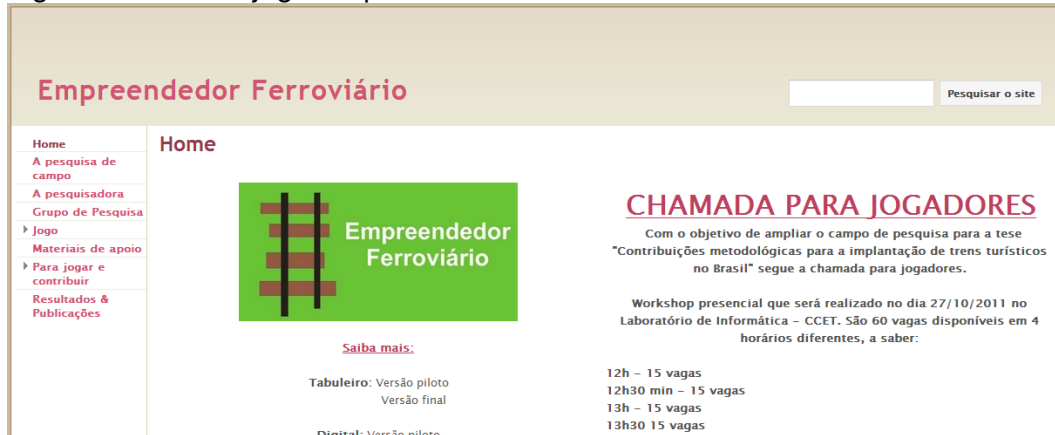 Empreendedor Ferroviário
Pesquisar o site
Home
A pesquisa de
campo
A pesquisadora
Grupo de Pesquisa
Jogo
Materiais de apoio
Para jogar e
contribuir
Resultados &
Publicações
Home
Empreendedor
Ferroviário
Saiba mais:
Tabuleiro: Versão piloto
Versão final
Digital: Versão piloto
CHAMADA PARA JOGADORES
Com o objetivo de ampliar o campo de pesquisa para a tese
"Contribuições metodológicas para a implantação de trens turísticos
no Brasil" segue a chamada para jogadores.
Workshop presencial que será realizado no dia 27/10/2011 no
Laboratório de Informática – CCET. São 60 vagas disponíveis em 4
horários diferentes, a saber:
12h – 15 vagas
12h30 min – 15 vagas
13h – 15 vagas
13h30 15 vagas